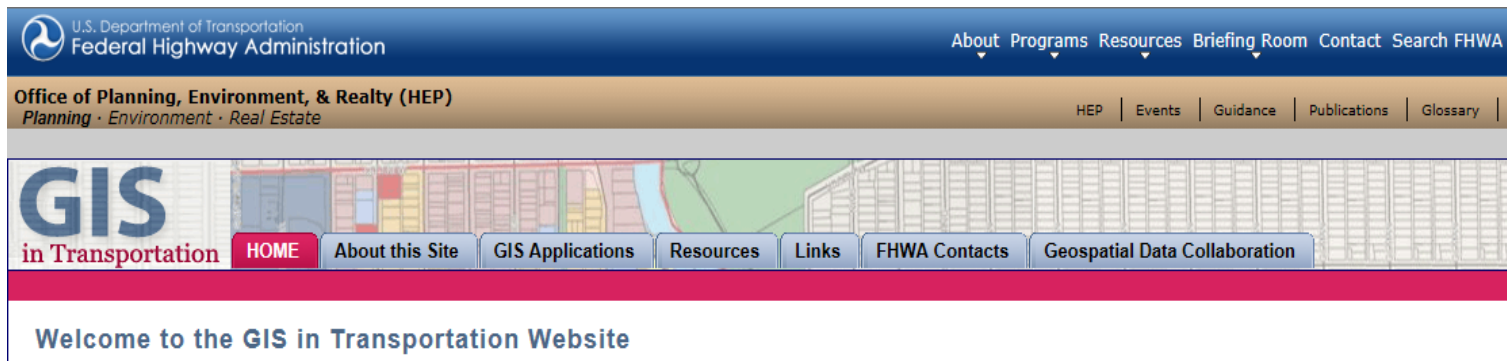 U.S. Department of Transportation
Federal Highway Administration
About Programs Resources Briefing Room Contact Search FHWA
Office of Planning, Environment, & Realty (HEP)
Planning · Environment · Real Estate
HEP | Events | Guidance | Publications | Glossary |
GIS
in Transportation
HOME About this Site GIS Applications Resources Links FHWA Contacts Geospatial Data Collaboration
Welcome to the GIS in Transportation Website